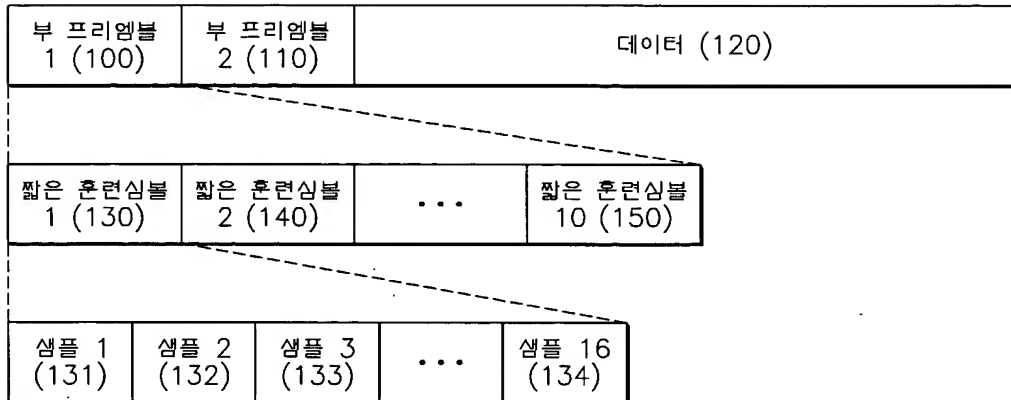 부 프리엠블
1 (100)
부 프리엠블
2 (110)
데이터 (120)
짧은 훈련심볼
1 (130)
짧은 훈련심볼
2 (140)
• • •
짧은 훈련심볼
10 (150)
샘플 1
(131)
샘플 2
(132)
샘플 3
(133)
• • •
샘플 16
(134)